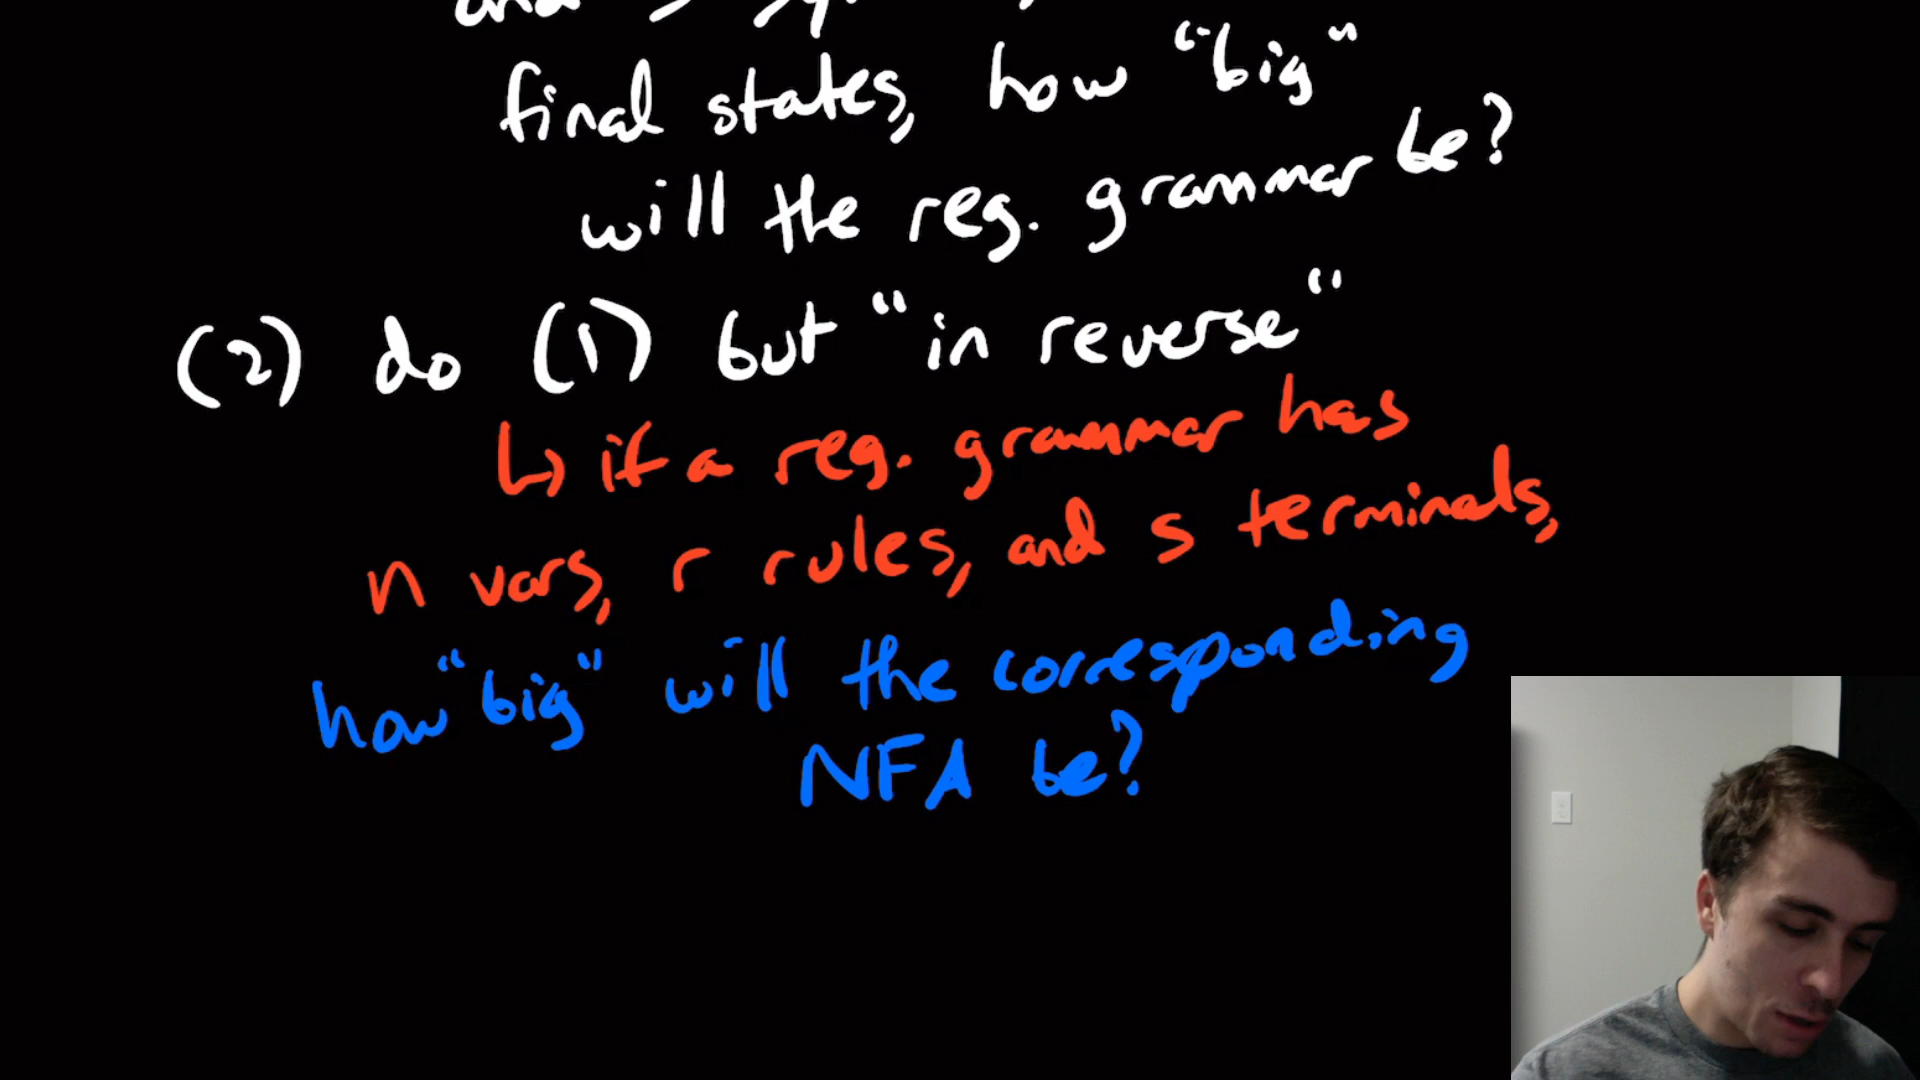 final states, how "big"
will the reg. grammar be?
(2) do (1) but "in reverse"
↳ if a reg. grammar has
n vars, r rules, and s terminals,
how "big" will the corresponding
NFA be?